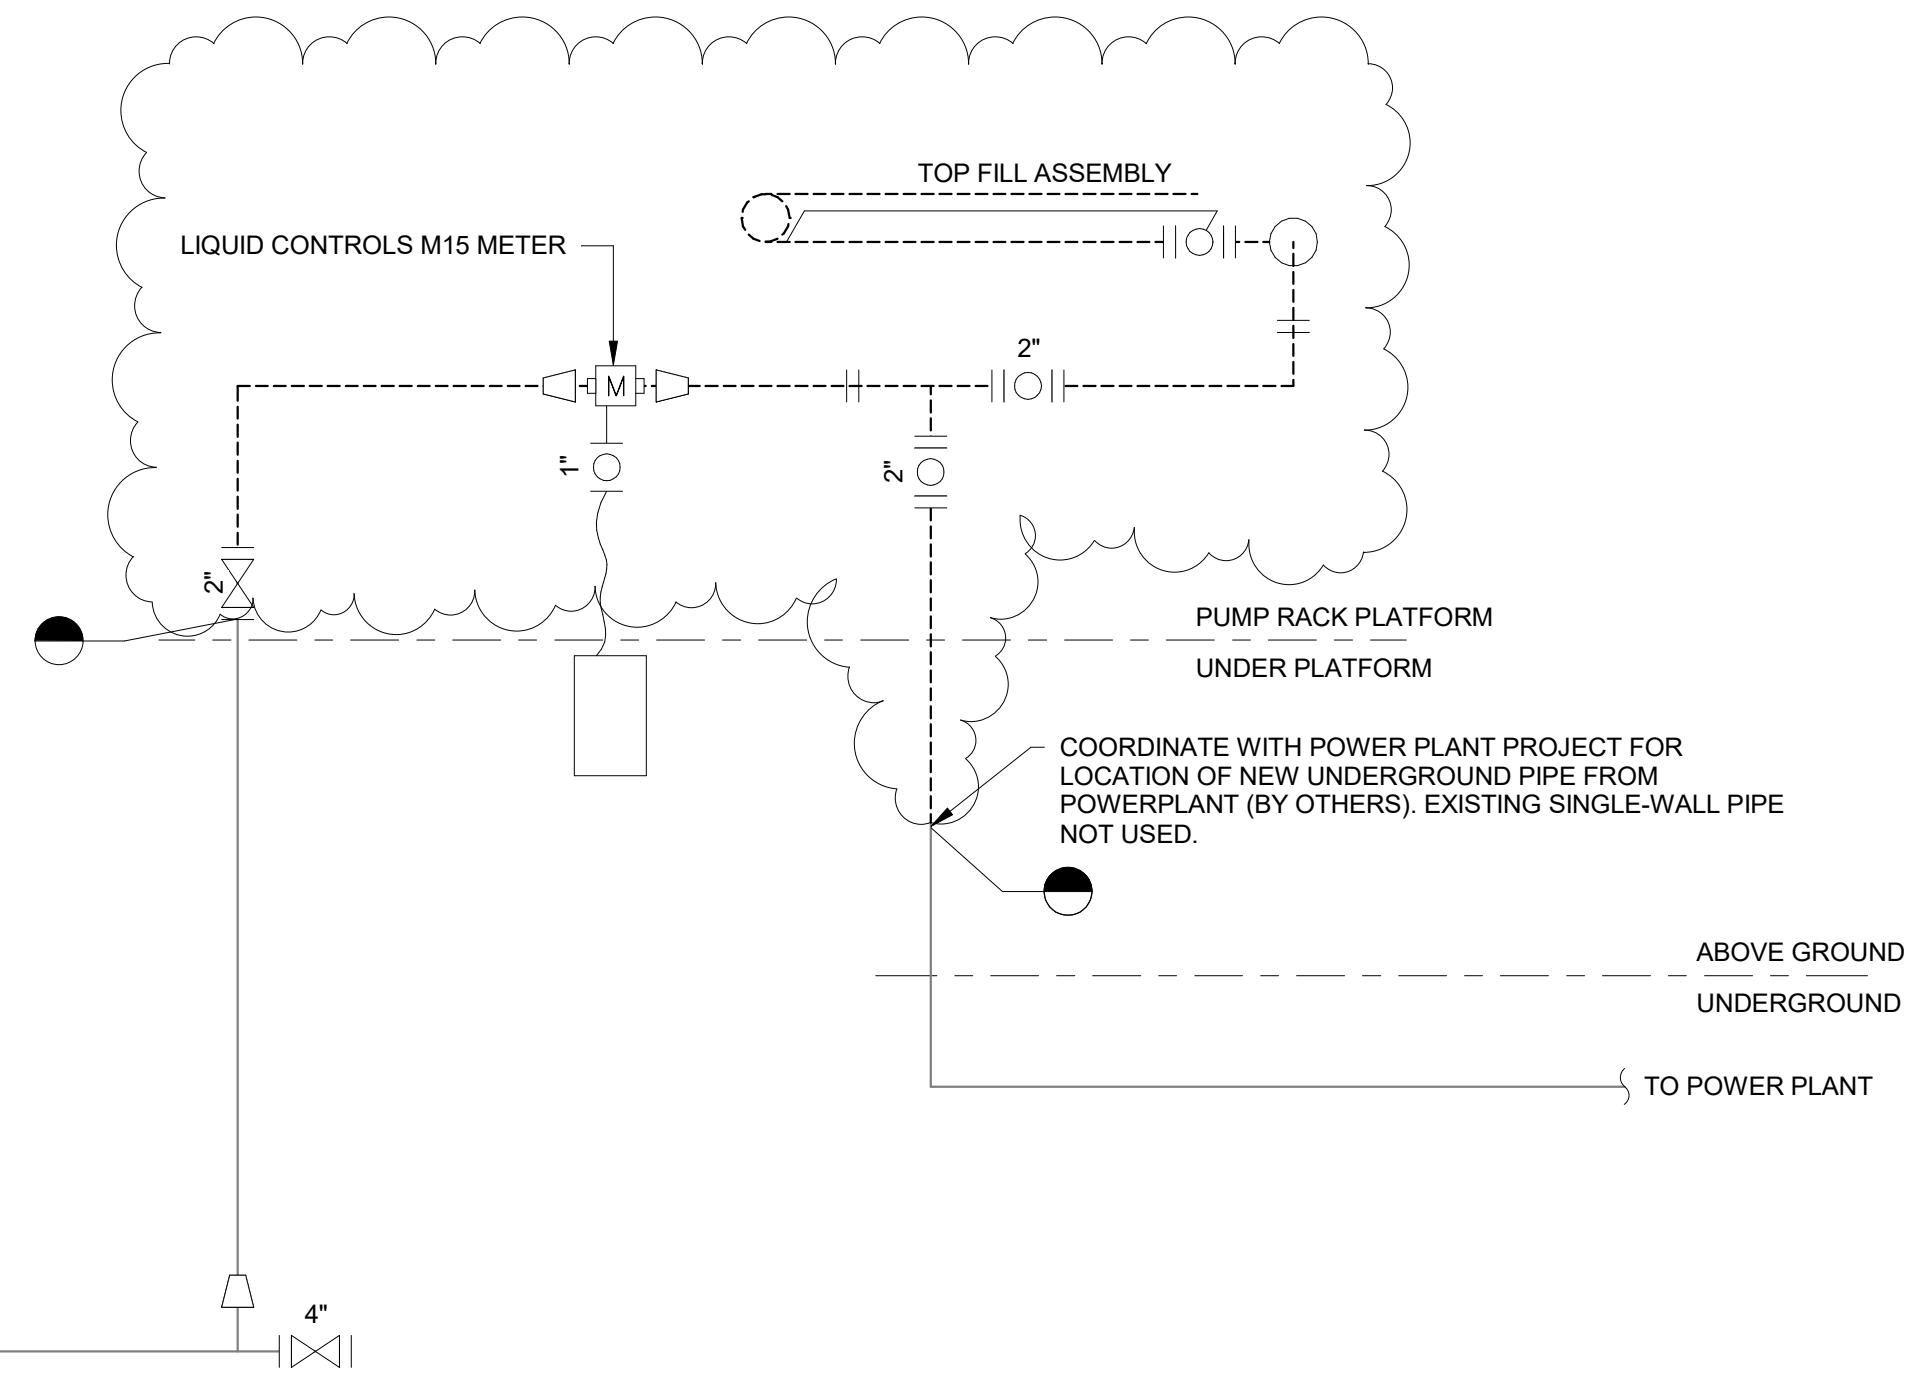 TOP FILL ASSEMBLY
LIQUID CONTROLS M15 METER
2"
M
1"
2"
2"
PUMP RACK PLATFORM
UNDER PLATFORM
COORDINATE WITH POWER PLANT PROJECT FOR
LOCATION OF NEW UNDERGROUND PIPE FROM
POWERPLANT (BY OTHERS). EXISTING SINGLE-WALL PIPE
NOT USED.
ABOVE GROUND
UNDERGROUND
TO POWER PLANT
4"